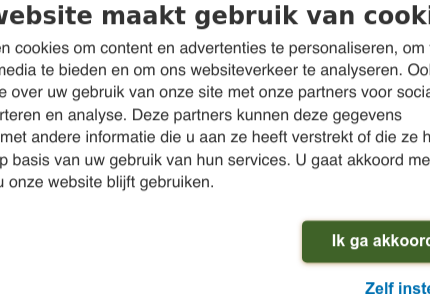 website maakt gebruik van cooki
en cookies om content en advertenties te personaliseren, om
media te bieden en om ons websiteverkeer te analyseren. Ook
e over uw gebruik van onze site met onze partners voor socia
rteren en analyse. Deze partners kunnen deze gegevens
met andere informatie die u aan ze heeft verstrekt of die ze h
p basis van uw gebruik van hun services. U gaat akkoord me
u onze website blijft gebruiken.
Ik ga akkoord
Zelf inste